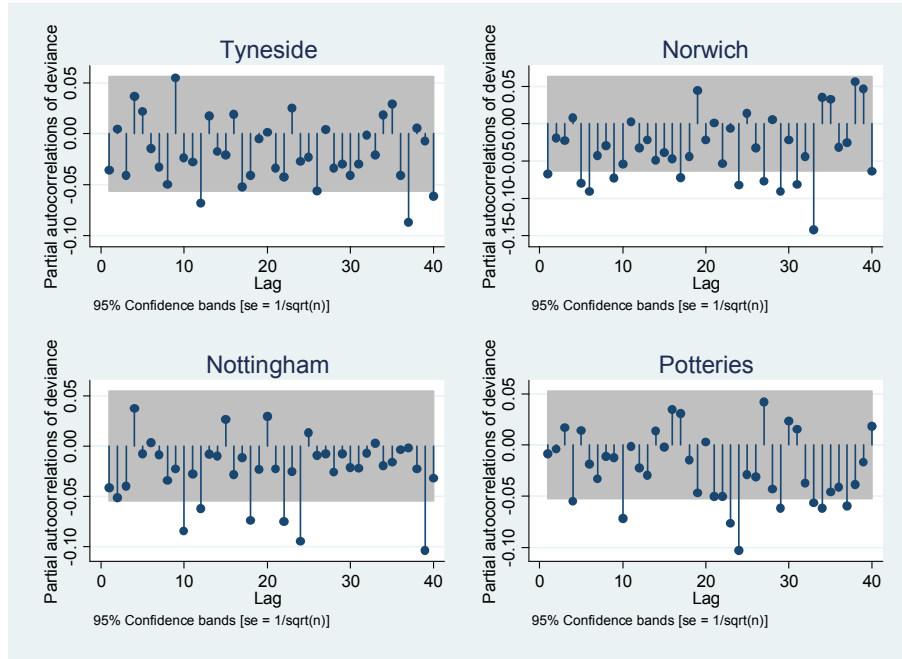 Tyneside
Partial autocorrelations of deviance
0.05
0.00
-0.05
-0.10
0
10
20
30
40
Lag
95% Confidence bands [se = 1/sqrt(n)]
Norwich
Partial autocorrelations of deviance
0.05
0.00
-0.05
-0.10
-0.15
0
10
20
30
40
Lag
95% Confidence bands [se = 1/sqrt(n)]
Nottingham
Partial autocorrelations of deviance
0.05
0.00
-0.05
-0.10
0
10
20
30
40
Lag
95% Confidence bands [se = 1/sqrt(n)]
Potteries
Partial autocorrelations of deviance
0.05
0.00
-0.05
-0.10
0
10
20
30
40
Lag
95% Confidence bands [se = 1/sqrt(n)]